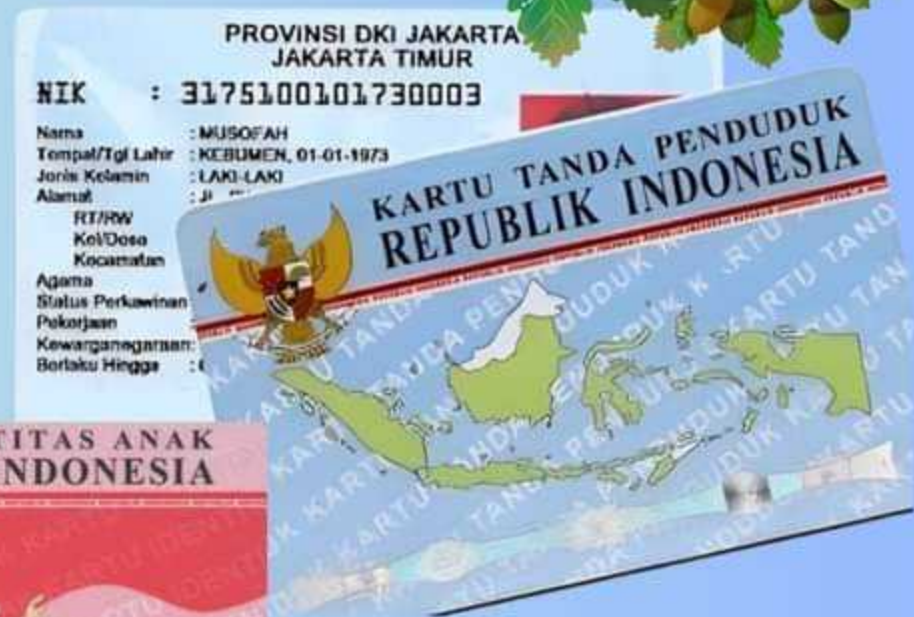 PROVINSI DKI JAKARTA
JAKARTA TIMUR
NIK : 3175100101730003
Nama : MUSOFAH
Tempat/Tgl Lahir : KEBUMEN, 01-01-1973
Jenis Kelamin : LAKI-LAKI
Alamat : JL.
RT/RW
Kel/Desa
Kecamatan
Agama
Status Perkawinan
Pekerjaan
Kewarganegaraan:
Berlaku Hingga :
KARTU TANDA PENDUDUK
REPUBLIK INDONESIA
TITAS ANAK
NDONESIA